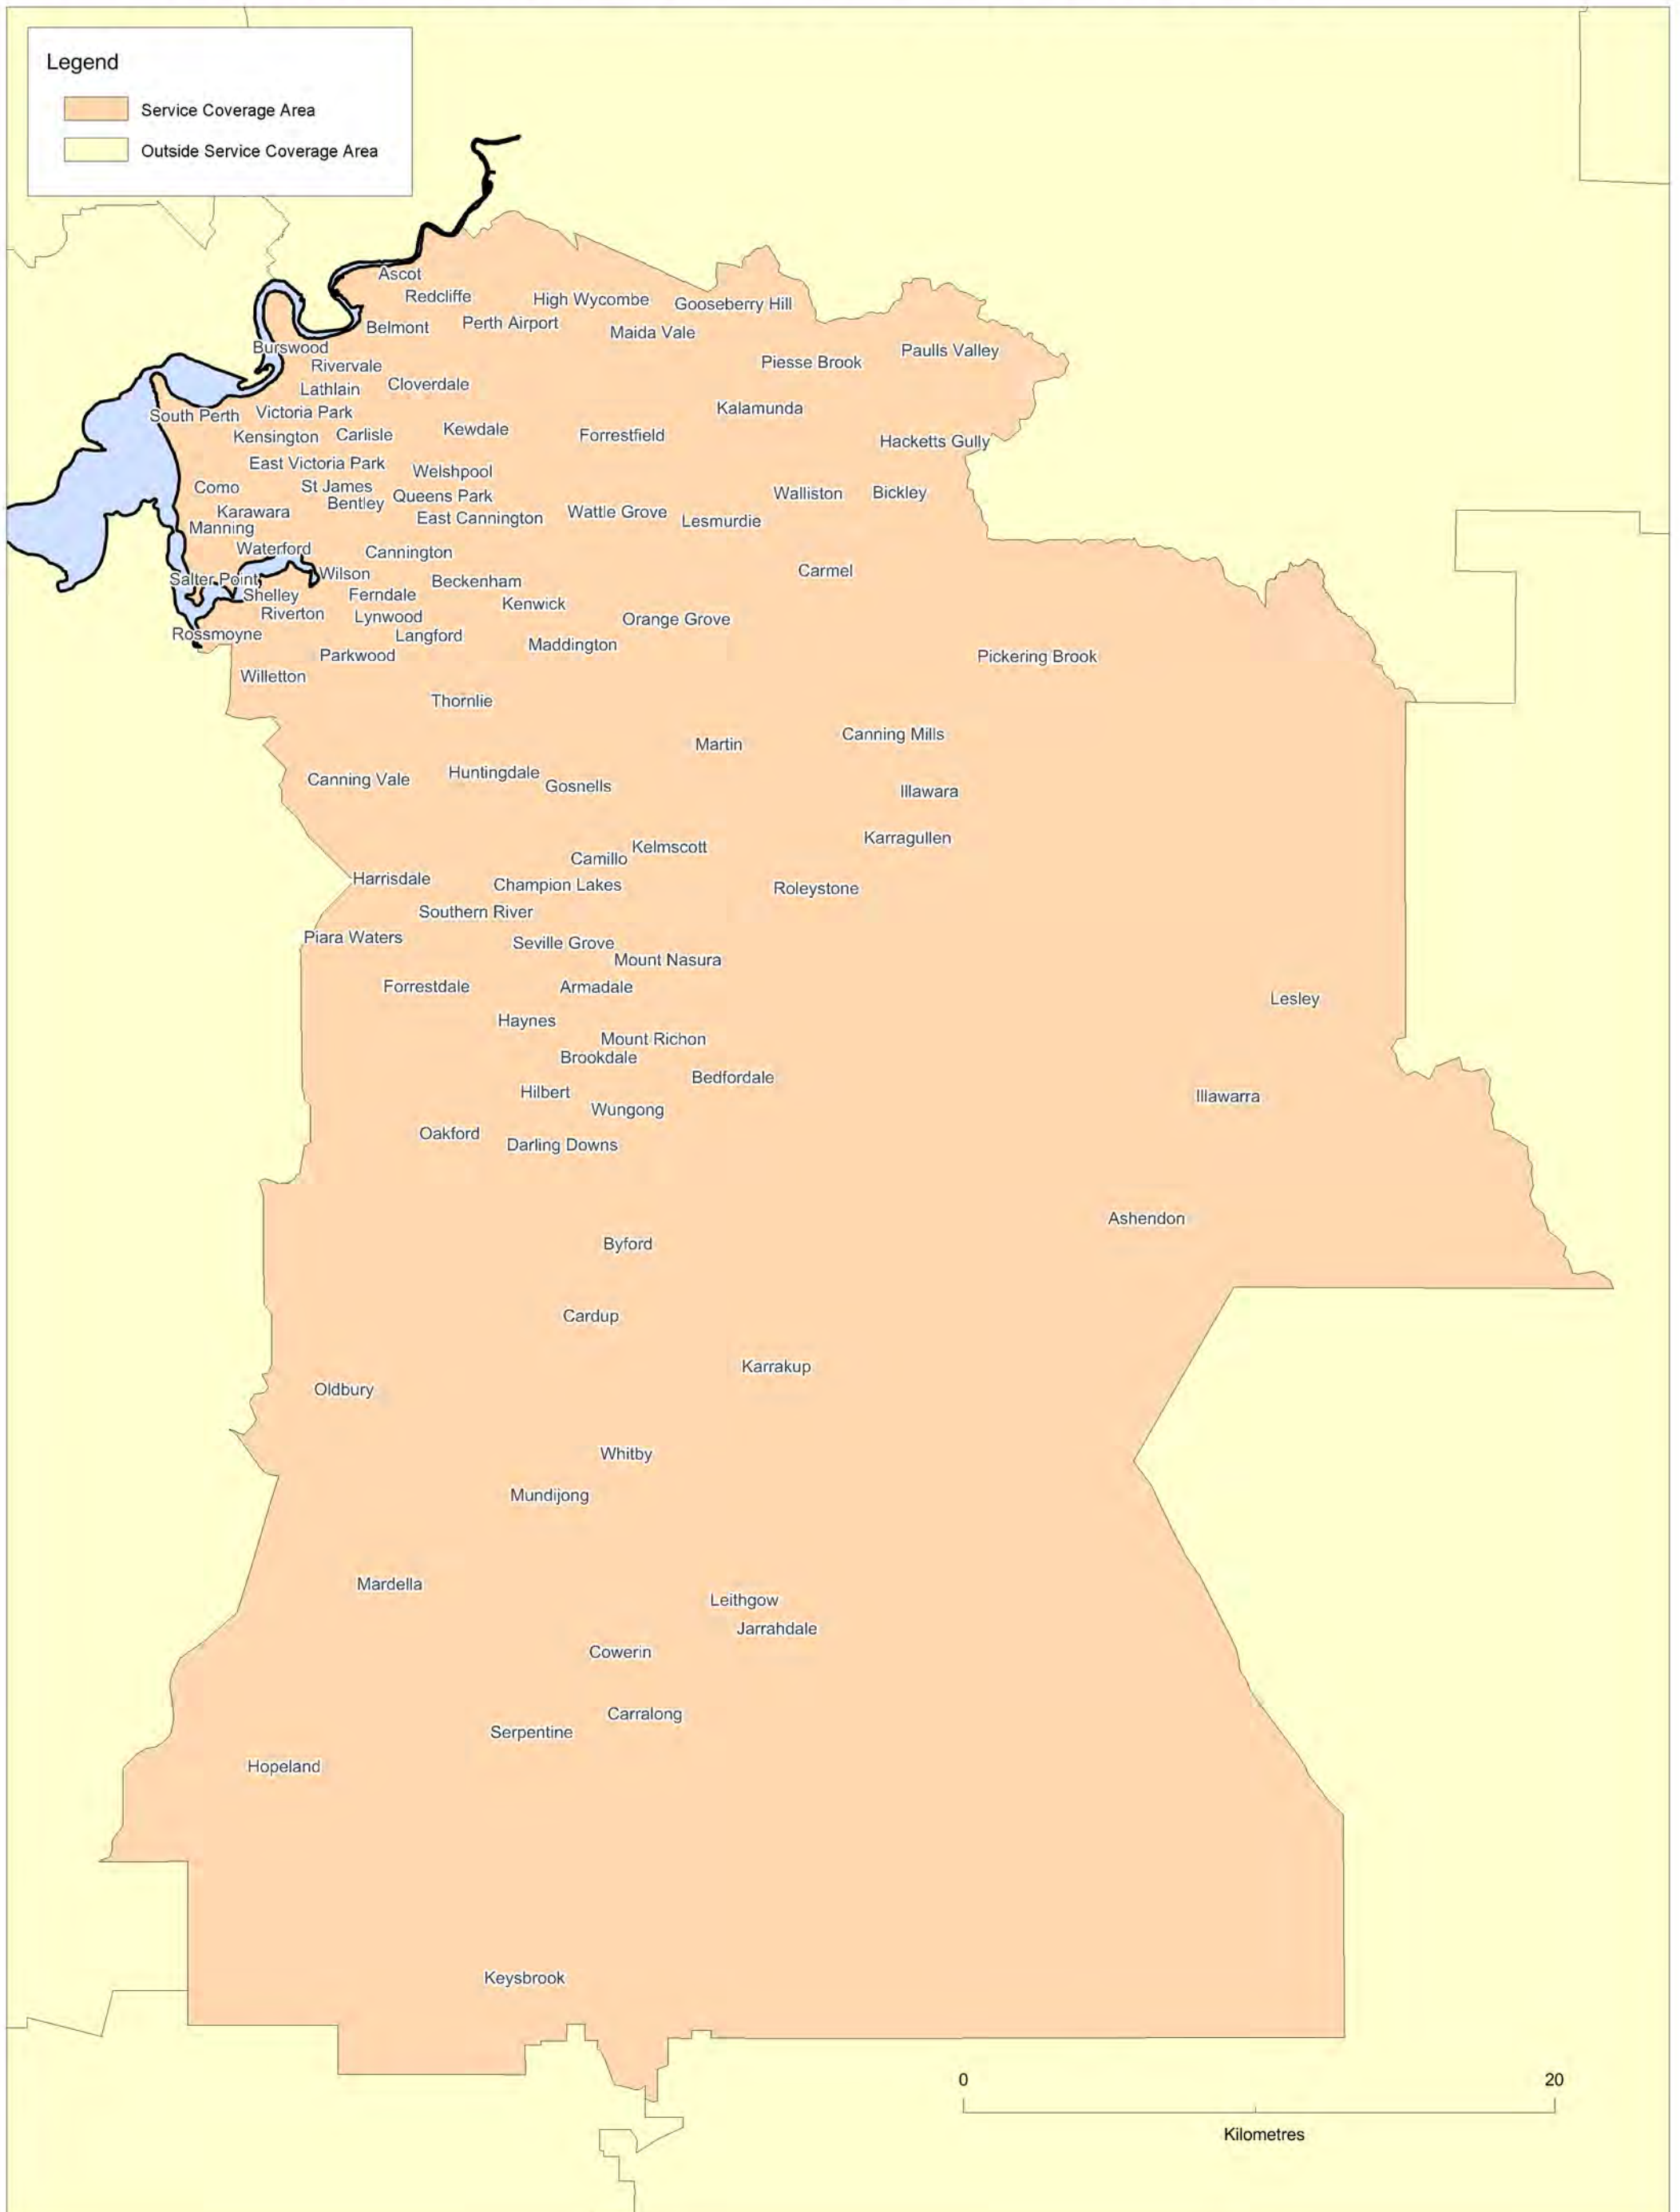 Legend
Service Coverage Area
Outside Service Coverage Area
Ascot
Redcliffe
High Wycombe
Gooseberry Hill
Belmont
Perth Airport
Maida Vale
Burswood
Paulls Valley
Rivervale
Piesse Brook
Lathlain
Cloverdale
South Perth
Victoria Park
Kalamunda
Kensington
Carlisle
Kewdale
Forrestfield
Hacketts Gully
East Victoria Park
Welshpool
Como
St James
Queens Park
Walliston
Bickley
Bentley
Karawara
East Cannington
Wattle Grove
Lesmurdie
Manning
Waterford
Cannington
Salter Point
Wilson
Beckenham
Carmel
Shelley
Ferndale
Kenwick
Riverton
Lynwood
Orange Grove
Rossmoyne
Langford
Maddington
Parkwood
Pickering Brook
Willetton
Thornlie
Martin
Canning Mills
Canning Vale
Huntingdale
Gosnells
Illawara
Karragullen
Kelmscott
Camillo
Harrisdale
Champion Lakes
Roleystone
Southern River
Piara Waters
Seville Grove
Mount Nasura
Forrestdale
Armadale
Lesley
Haynes
Mount Richon
Brookdale
Bedfordale
Hilbert
Illawarra
Wungong
Oakford
Darling Downs
Ashendon
Byford
Cardup
Karrakup
Oldbury
Whitby
Mundijong
Mardella
Leithgow
Jarrahdale
Cowerin
Carralong
Serpentine
Hopeland
Keysbrook
0
20
Kilometres